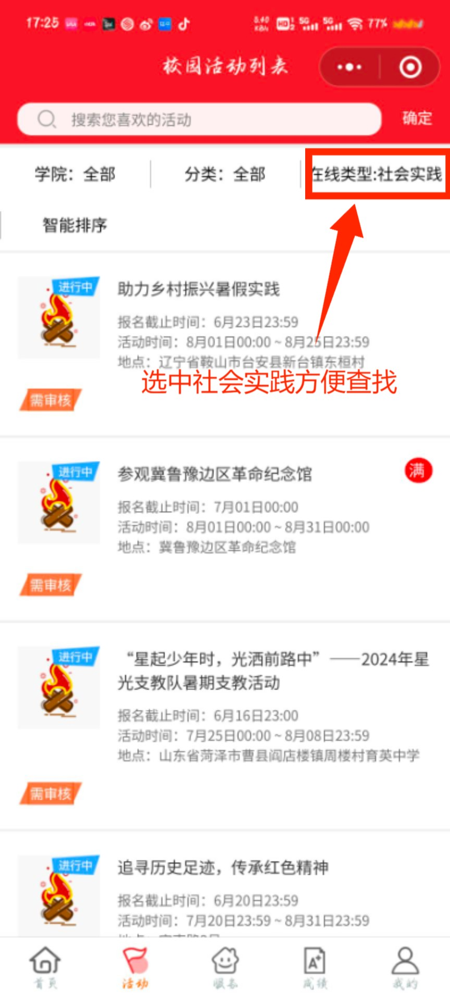 17:25
5G 5G 77%
校园活动列表
搜索您喜欢的活动 确定
学院：全部 分类：全部 在线类型:社会实践
智能排序
进行中
助力乡村振兴暑假实践
报名截止时间：6月23日23:59
活动时间：8月01日00:00 ~ 8月25日23:59
地点：辽宁省鞍山市台安县新台镇东桓村
选中社会实践方便查找
需审核
进行中
参观冀鲁豫边区革命纪念馆
满
报名截止时间：7月01日00:00
活动时间：8月01日00:00 ~ 8月31日00:00
地点：冀鲁豫边区革命纪念馆
需审核
进行中
“星起少年时，光洒前路中”——2024年星
光支教队暑期支教活动
报名截止时间：6月16日23:00
活动时间：7月25日00:00 ~ 8月08日23:59
地点：山东省菏泽市曹县阎店楼镇周楼村育英中学
需审核
进行中
追寻历史足迹，传承红色精神
报名截止时间：6月20日23:59
活动时间：7月20日23:59 ~ 8月31日23:59
首页 活动 服务 成绩 我的